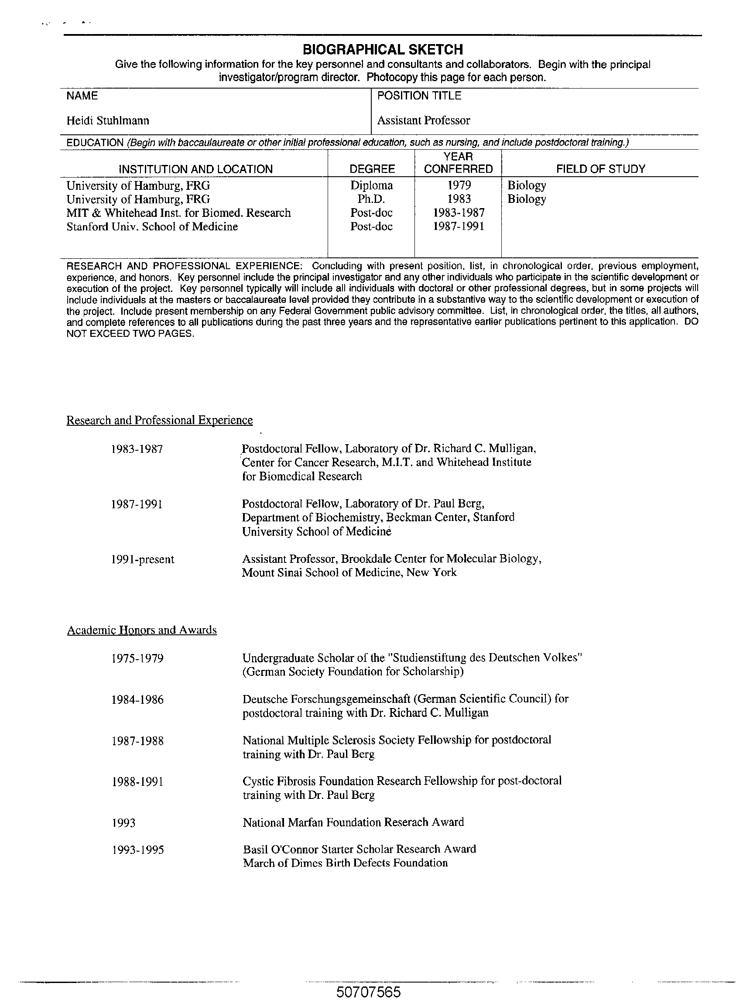 BIOGRAPHICAL SKETCH
Give the following information for the key personnel and consultants and collaborators. Begin with the principal
investigator/program director. Photocopy this page for each person.
NAME POSITION TITLE
Heidi Stuhlmann Assistant Professor
EDUCATION (Begin with baccaulaureate or other initial professional education, such as nursing, and include postdoctoral training.)
INSTITUTION AND LOCATION DEGREE YEAR CONFERRED FIELD OF STUDY
University of Hamburg, FRG Diploma 1979 Biology
University of Hamburg, FRG Ph.D. 1983 Biology
MIT & Whitehead Inst. for Biomed. Research Post-doc 1983-1987
Stanford Univ. School of Medicine Post-doc 1987-1991
RESEARCH AND PROFESSIONAL EXPERIENCE: Concluding with present position, list, in chronological order, previous employment,
experience, and honors. Key personnel include the principal investigator and any other individuals who participate in the scientific development or
execution of the project. Key personnel typically will include all individuals with doctoral or other professional degrees, but in some projects will
include individuals at the masters or baccalaureate level provided they contribute in a substantive way to the scientific development or execution of
the project. Include present membership on any Federal Government public advisory committee. List, in chronological order, the titles, all authors,
and complete references to all publications during the past three years and the representative earlier publications pertinent to this application. DO
NOT EXCEED TWO PAGES.
Research and Professional Experience
1983-1987 Postdoctoral Fellow, Laboratory of Dr. Richard C. Mulligan,
Center for Cancer Research, M.I.T. and Whitehead Institute
for Biomedical Research
1987-1991 Postdoctoral Fellow, Laboratory of Dr. Paul Berg,
Department of Biochemistry, Beckman Center, Stanford
University School of Medicine
1991-present Assistant Professor, Brookdale Center for Molecular Biology,
Mount Sinai School of Medicine, New York
Academic Honors and Awards
1975-1979 Undergraduate Scholar of the "Studienstiftung des Deutschen Volkes"
(German Society Foundation for Scholarship)
1984-1986 Deutsche Forschungsgemeinschaft (German Scientific Council) for
postdoctoral training with Dr. Richard C. Mulligan
1987-1988 National Multiple Sclerosis Society Fellowship for postdoctoral
training with Dr. Paul Berg
1988-1991 Cystic Fibrosis Foundation Research Fellowship for post-doctoral
training with Dr. Paul Berg
1993 National Marfan Foundation Reserach Award
1993-1995 Basil O'Connor Starter Scholar Research Award
March of Dimes Birth Defects Foundation
50707565